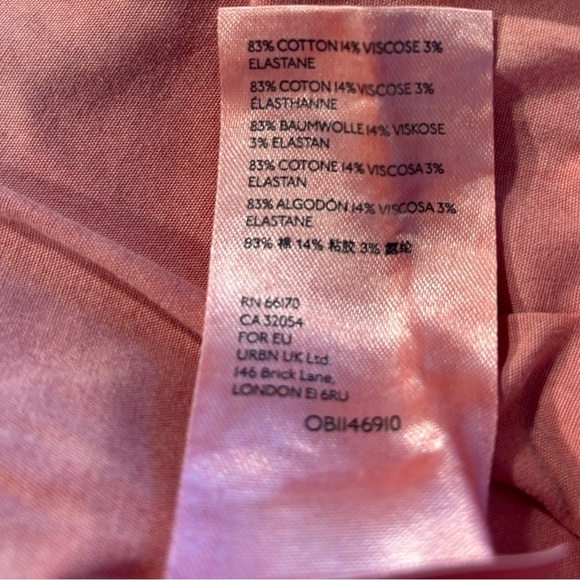 83% COTTON 14% VISCOSE 3%
ELASTANE
83% COTON 14% VISCOSE 3%
ÉLASTHANNE
83% BAUMWOLLE 14% VISKOSE
3% ELASTAN
83% COTONE 14% VISCOSA 3%
ELASTAN
83% ALGODÓN 14% VISCOSA 3%
ELASTANE
83% 棉 14% 粘胶 3% 氨纶
RN 66170
CA 32054
FOR EU
URBN UK Ltd
146 Brick Lane,
LONDON E1 6RU
OB1146910